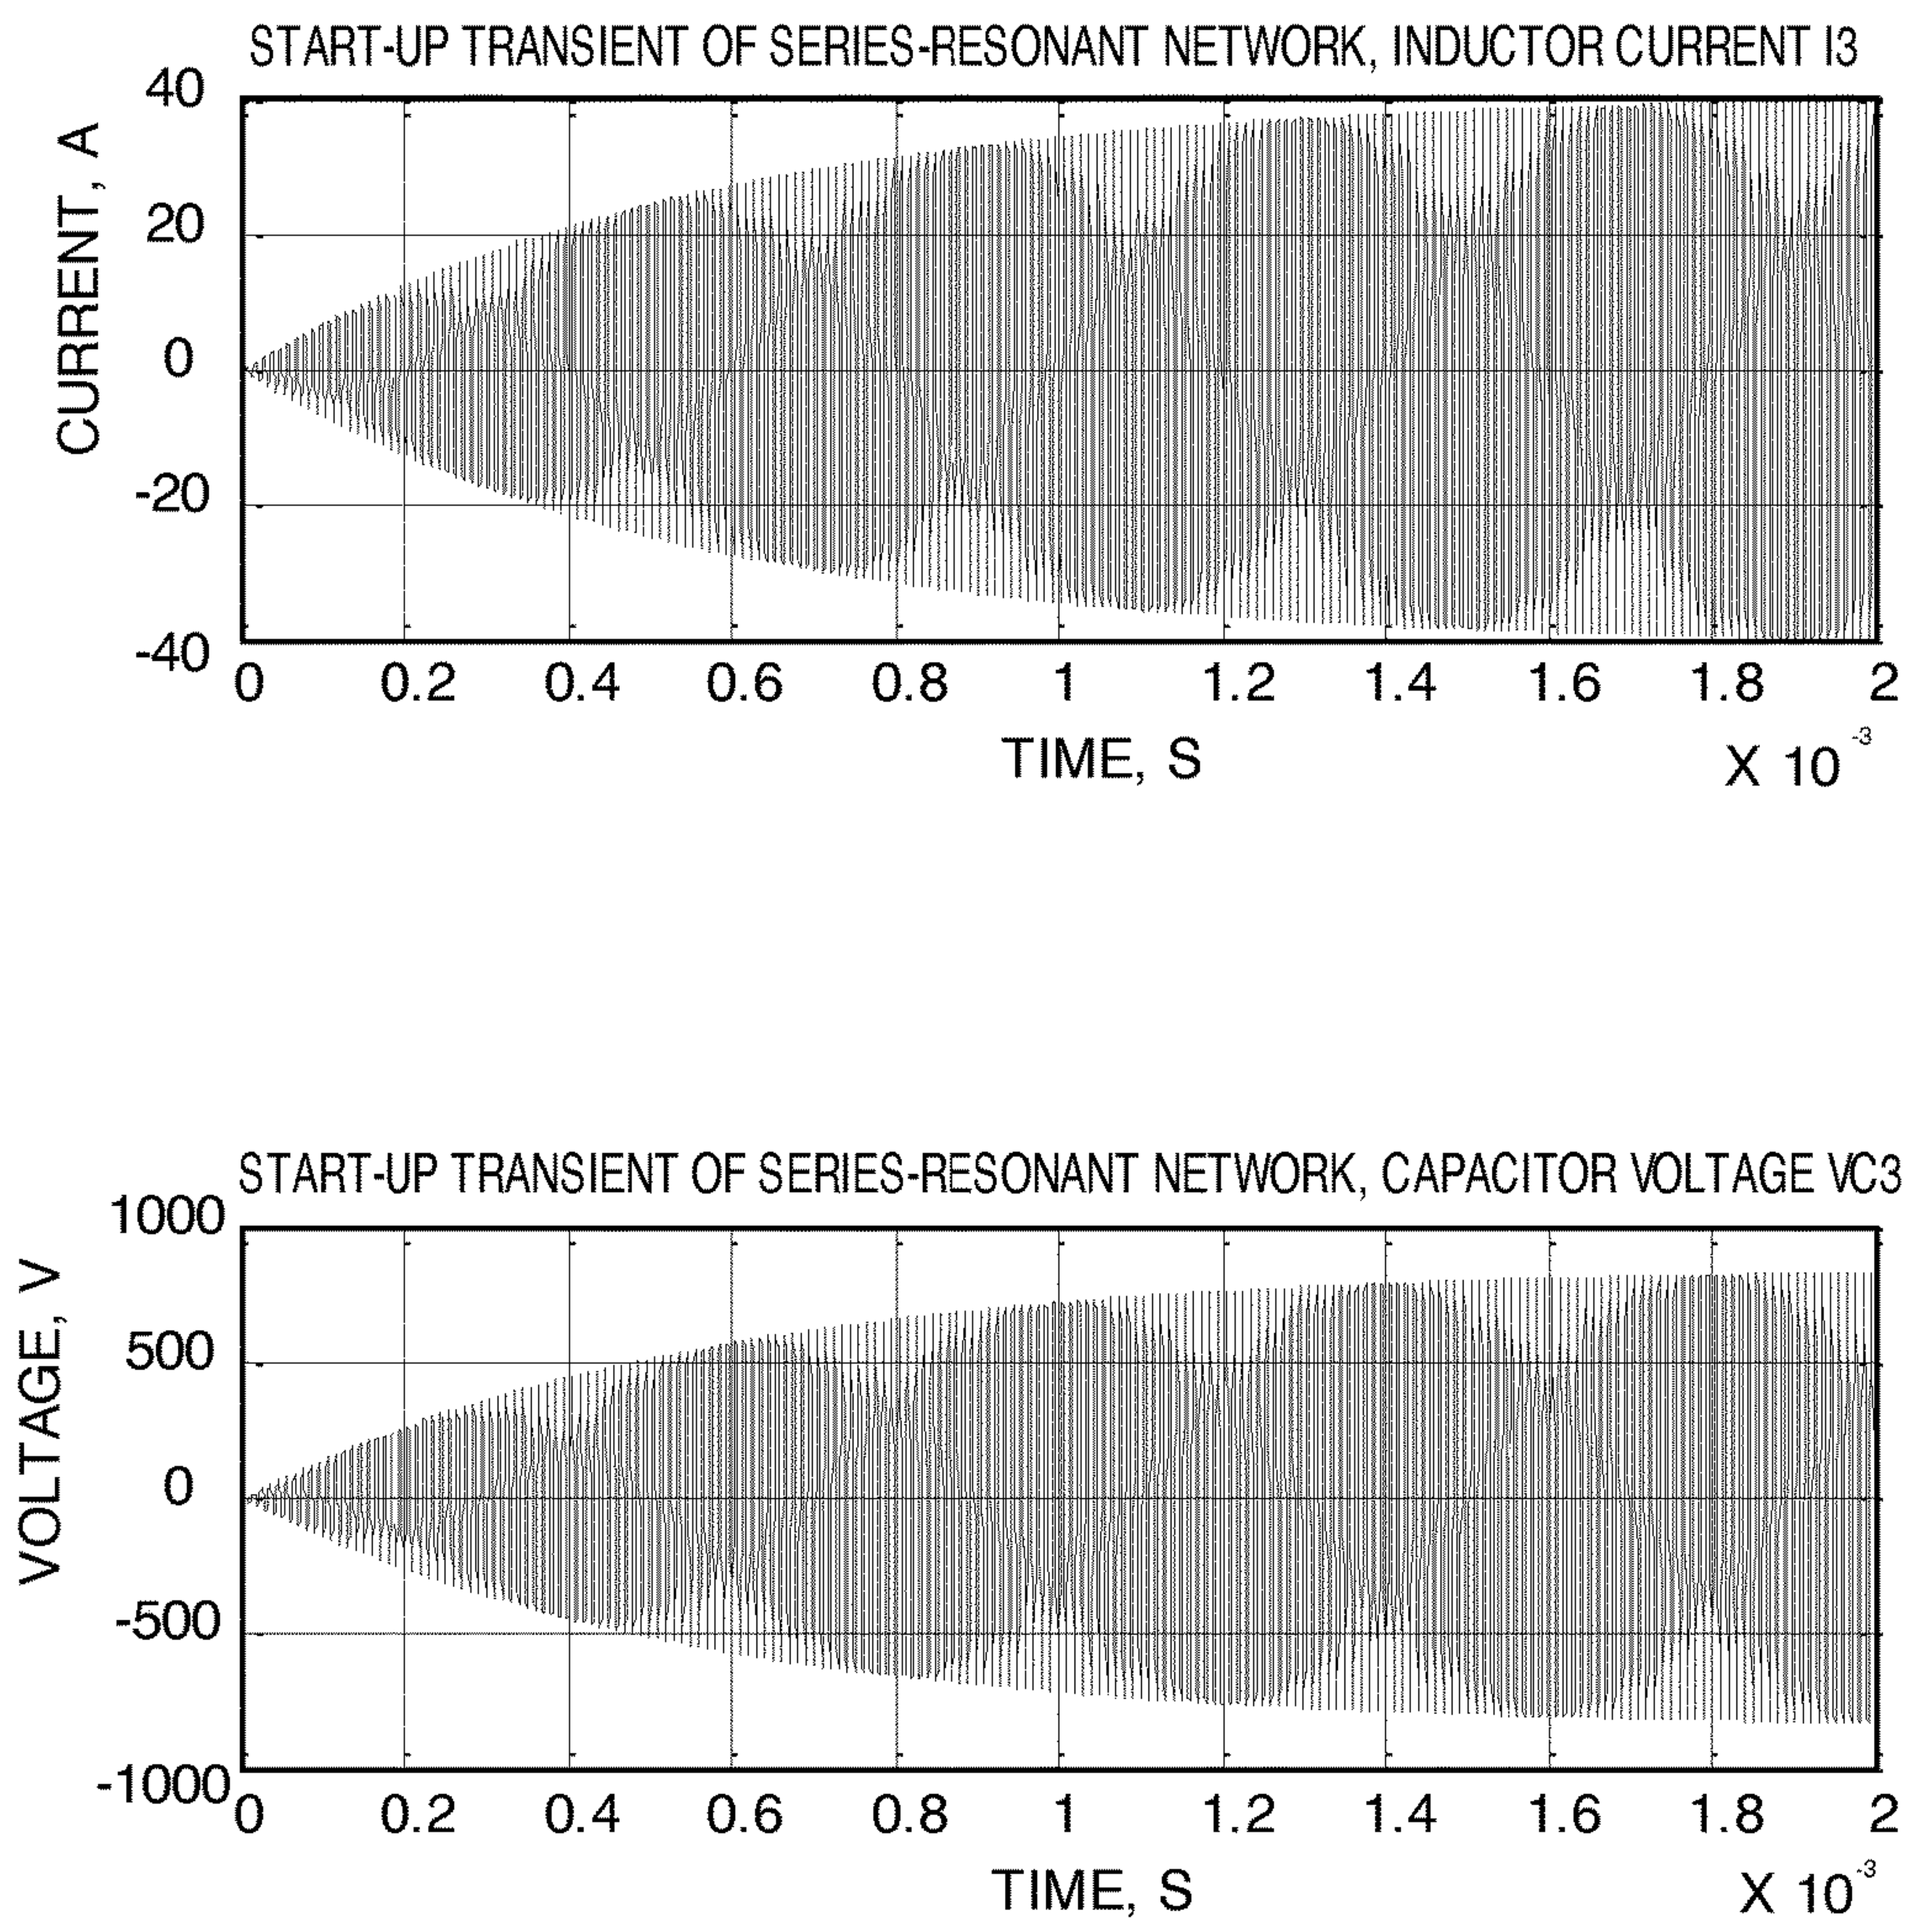 START-UP TRANSIENT OF SERIES-RESONANT NETWORK, INDUCTOR CURRENT I3
40
20
0
-20
-40
CURRENT, A
0 0.2 0.4 0.6 0.8 1 1.2 1.4 1.6 1.8 2
TIME, S
X 10-3
START-UP TRANSIENT OF SERIES-RESONANT NETWORK, CAPACITOR VOLTAGE VC3
1000
500
0
-500
-1000
VOLTAGE, V
0 0.2 0.4 0.6 0.8 1 1.2 1.4 1.6 1.8 2
TIME, S
X 10-3